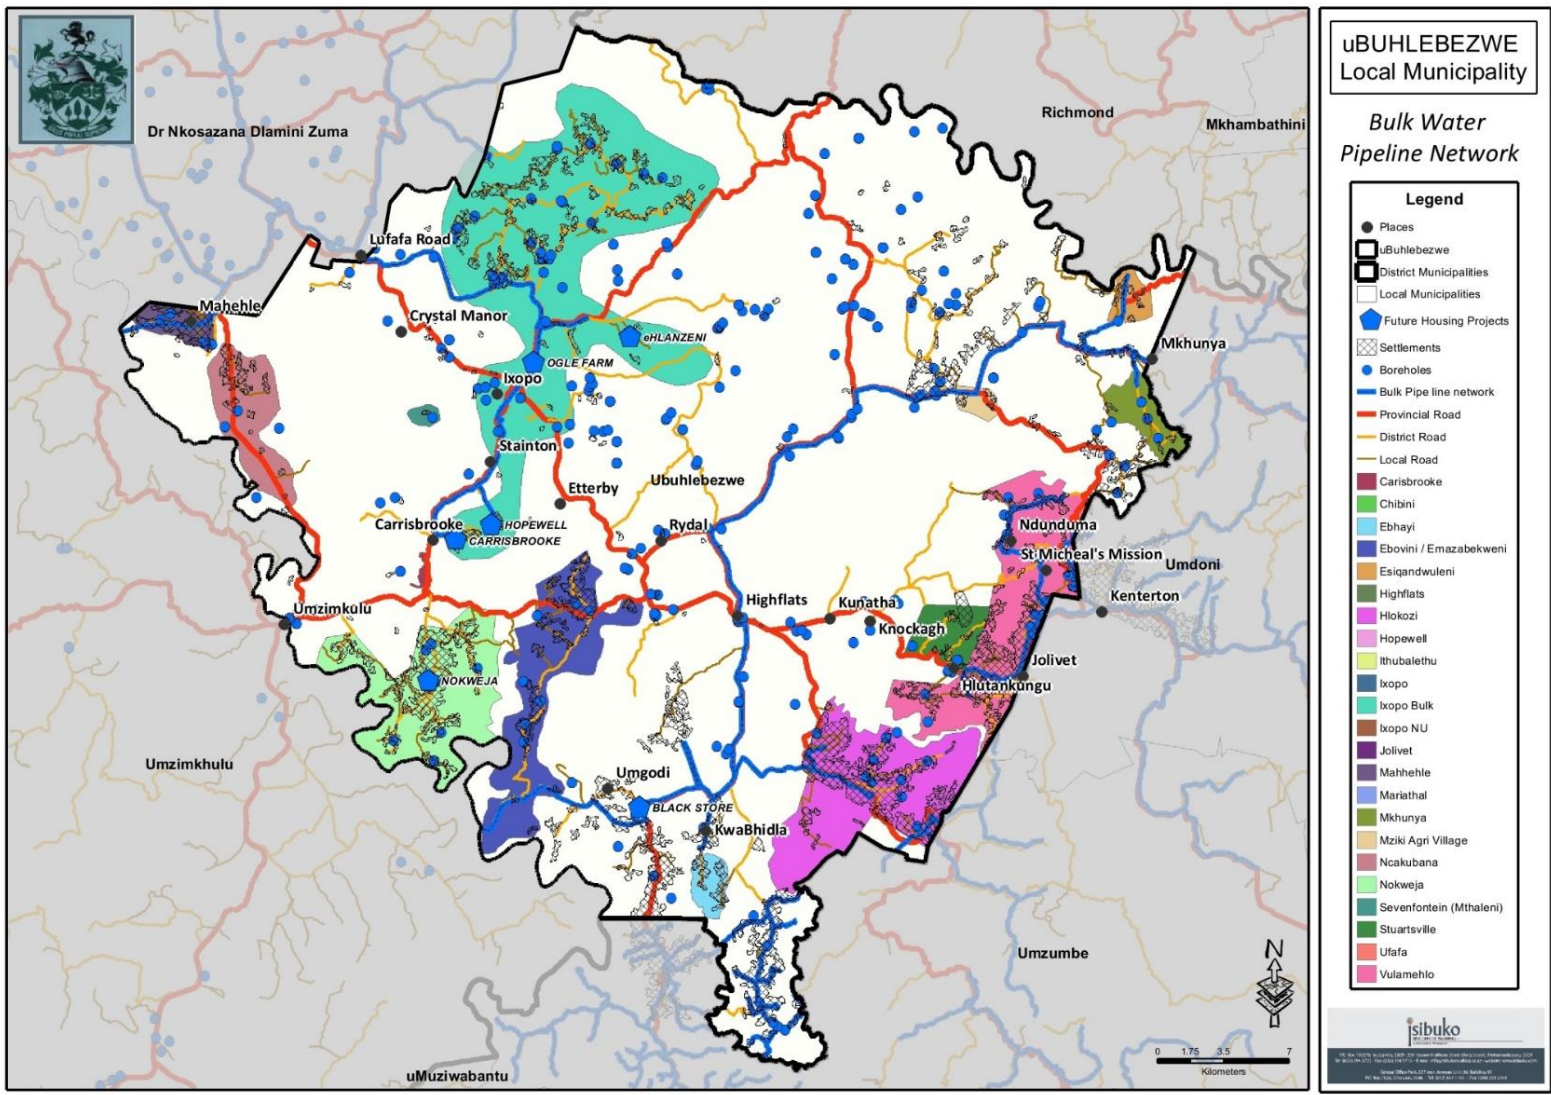 uBUHLEBEZWE
Local Municipality
Bulk Water
Pipeline Network
Legend
Places
uBuhlebezwe
District Municipalities
Local Municipalities
Future Housing Projects
Settlements
Boreholes
Bulk Pipe line network
Provincial Road
District Road
Local Road
Carisbrooke
Chibini
Ebhayi
Ebovini / Emazabekweni
Esiqandwuleni
Highflats
Hlokozi
Hopewell
Ithubalethu
Ixopo
Ixopo Bulk
Ixopo NU
Jolivet
Mahhehle
Mariathal
Mkhunya
Mziki Agri Village
Ncakubana
Nokweja
Sevenfontein (Mthaleni)
Stuartsville
Ufafa
Vulamehlo
isibuko
Dr Nkosazana Dlamini Zuma
Richmond
Mkhambathini
Lufafa Road
Mahehle
Crystal Manor
eHLANZENI
Mkhunya
OGLE FARM
Ixopo
Stainton
Ubuhlebezwe
Etterby
Carrisbrooke
HOPEWELL
CARRISBROOKE
Rydal
Ndunduma
St Micheal's Mission
Umdoni
Umzimkulu
Highflats
Kunatha
Knockagh
Kenterton
Jolivet
Hlutankungu
NOKWEJA
Umzimkhulu
Umgodi
BLACK STORE
KwaBhidla
Umzumbe
uMuziwabantu
N
0 1.75 3.5 7
Kilometers